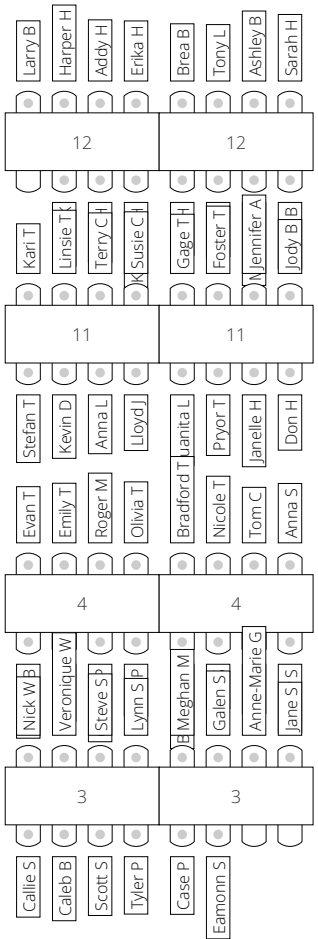 Larry B
Harper H
Addy H
Erika H
Brea B
Tony L
Ashley B
Sarah H
12
12
Kari T
Linsie T
Terry C
Susie C
Gage T
Foster T
Jennifer A
Jody B
11
11
Stefan T
Kevin D
Anna L
Lloyd J
Juanita L
Pryor T
Janelle H
Don H
Evan T
Emily T
Roger M
Olivia T
Bradford T
Nicole T
Tom C
Anna S
4
4
Nick W
Veronique W
Steve S
Lynn S
Meghan M
Galen S
Anne-Marie G
Jane S
3
3
Callie S
Caleb B
Scott S
Tyler P
Case P
Eamonn S